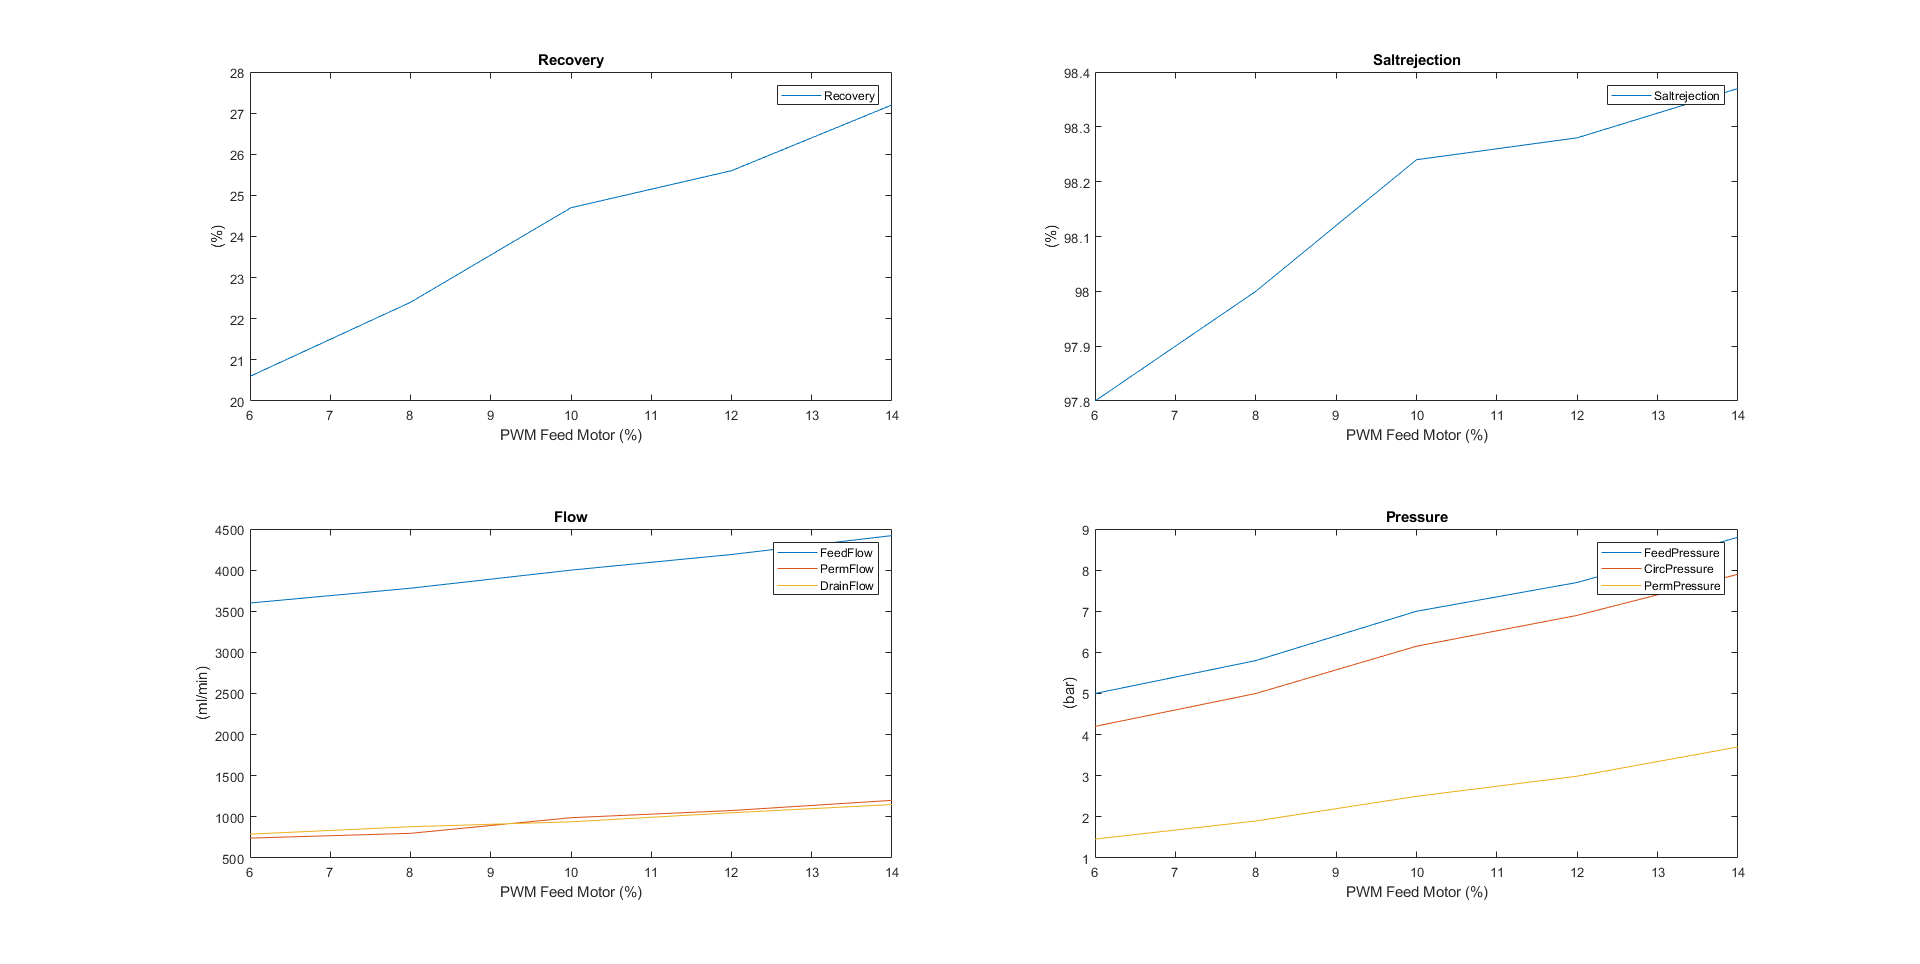 Recovery
28
27
26
25
24
23
22
21
20
(%)
Recovery
6 7 8 9 10 11 12 13 14
PWM Feed Motor (%)
Saltrejection
98.4
98.3
98.2
98.1
98
97.9
97.8
(%)
Saltrejection
6 7 8 9 10 11 12 13 14
PWM Feed Motor (%)
Flow
4500
4000
3500
3000
2500
2000
1500
1000
500
(ml/min)
FeedFlow
PermFlow
DrainFlow
6 7 8 9 10 11 12 13 14
PWM Feed Motor (%)
Pressure
9
8
7
6
5
4
3
2
1
(bar)
FeedPressure
CircPressure
PermPressure
6 7 8 9 10 11 12 13 14
PWM Feed Motor (%)